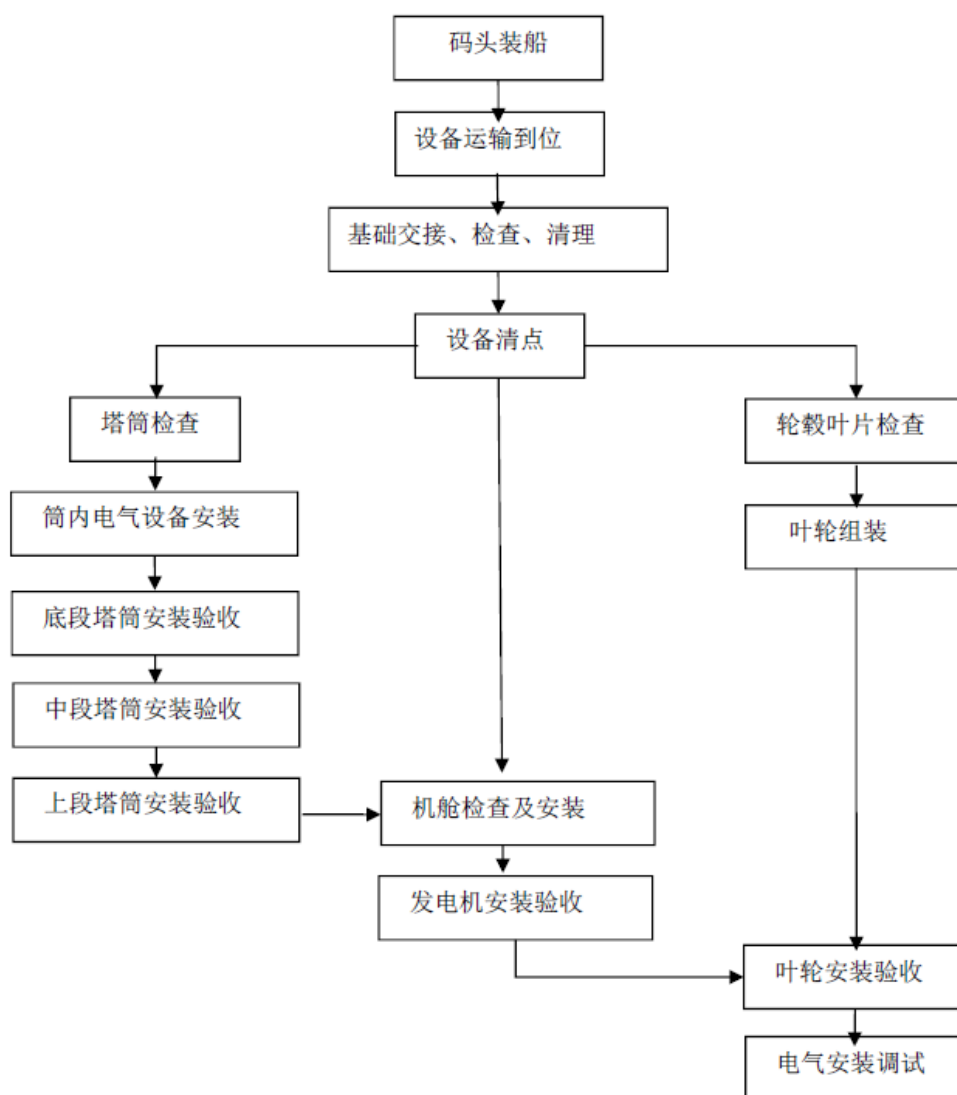 码头装船
设备运输到位
基础交接、检查、清理
设备清点
塔筒检查
轮毂叶片检查
筒内电气设备安装
叶轮组装
底段塔筒安装验收
中段塔筒安装验收
上段塔筒安装验收
机舱检查及安装
发电机安装验收
叶轮安装验收
电气安装调试